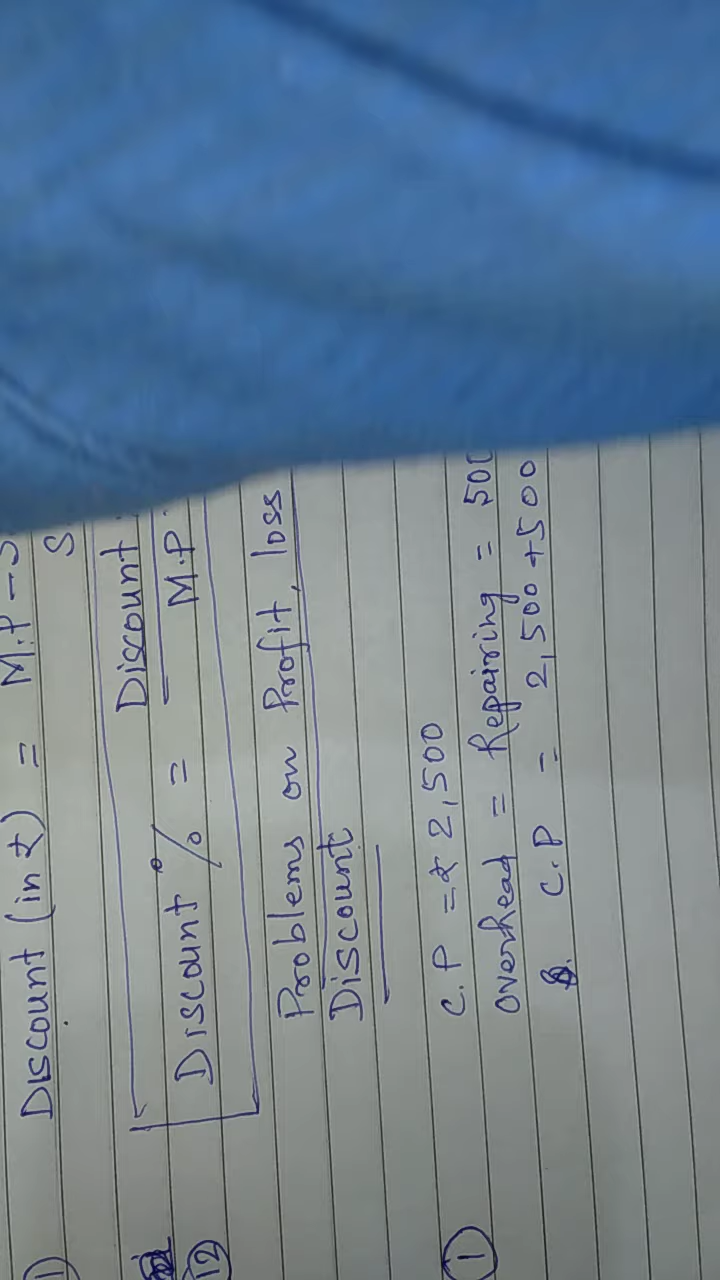 Discount (in ₹) = M.P - S
S
Discount
(12) Discount % = M.P
Problems on Profit, loss
Discount
(1) C.P = ₹ 2,500
Overhead = Repairing = 500
C.P = 2,500 + 500